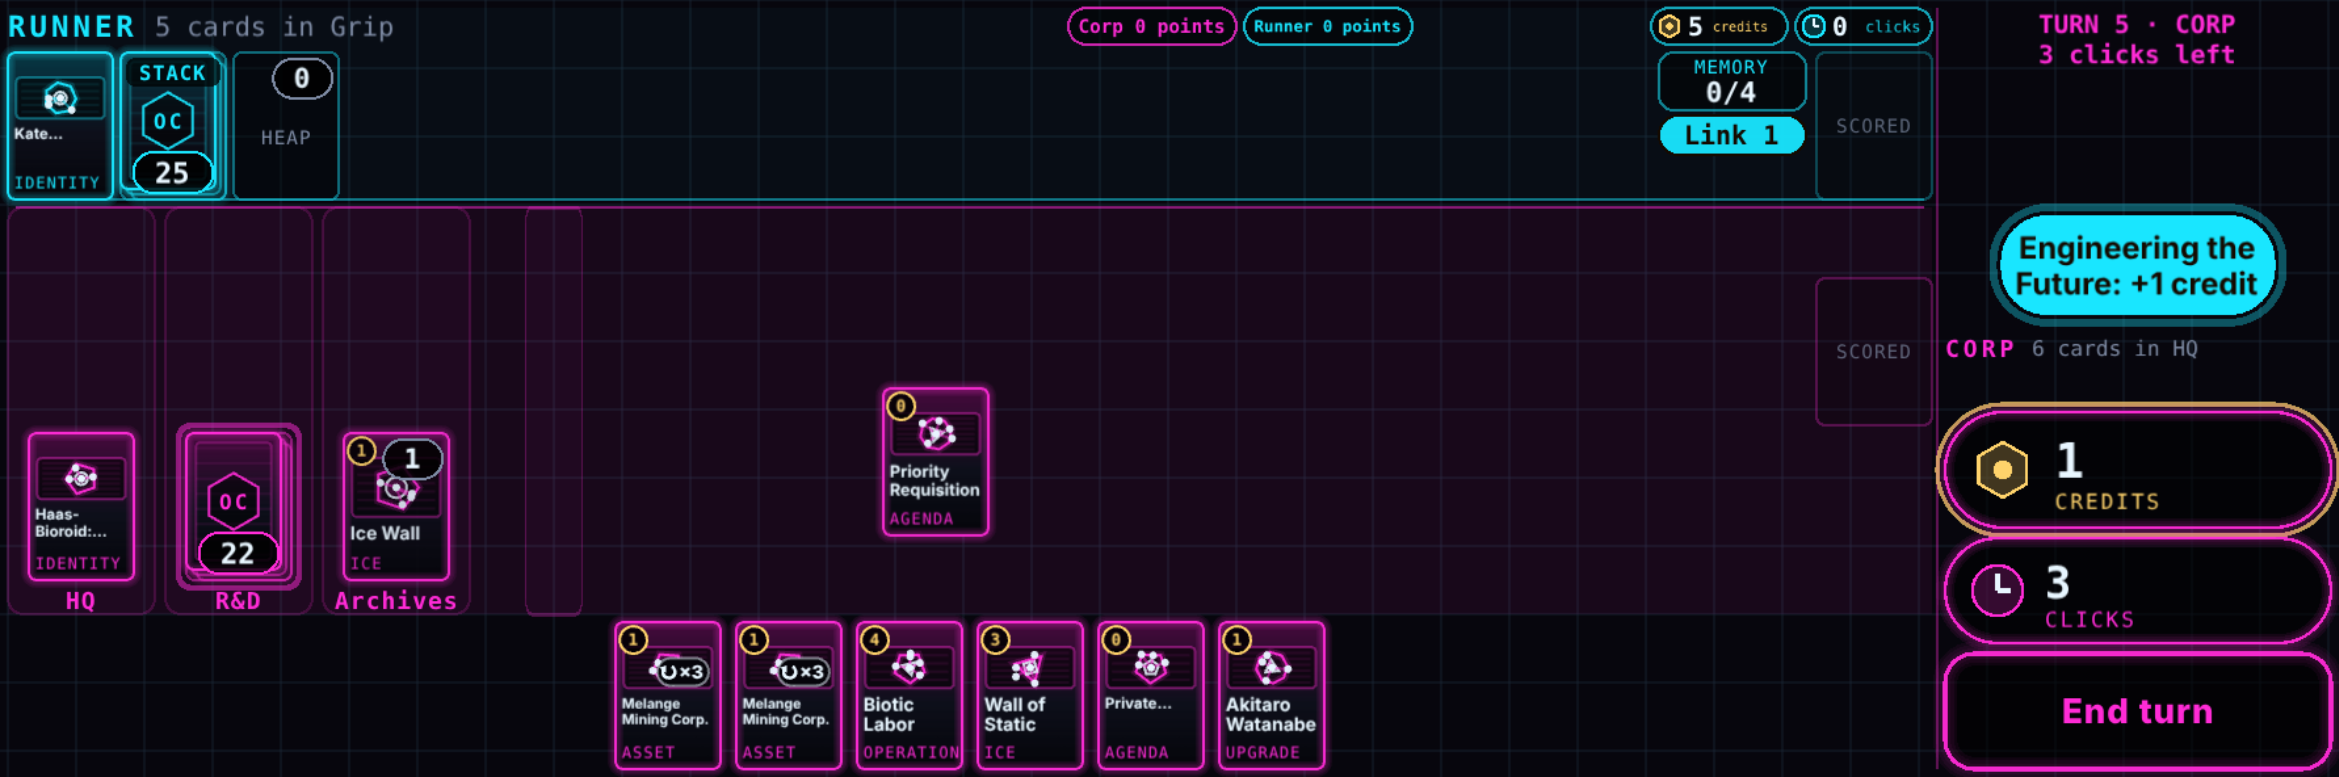 RUNNER 5 cards in Grip
Corp 0 points
Runner 0 points
5 credits
0 clicks
TURN 5 · CORP
3 clicks left
Kate...
IDENTITY
STACK
OC
25
0
HEAP
MEMORY
0/4
Link 1
SCORED
Engineering the
Future: +1 credit
SCORED
CORP 6 cards in HQ
0
Priority
Requisition
AGENDA
Haas-
Bioroid:...
IDENTITY
HQ
OC
22
R&D
1
1
Ice Wall
ICE
Archives
1
CREDITS
3
CLICKS
End turn
1
×3
Melange
Mining Corp.
ASSET
1
×3
Melange
Mining Corp.
ASSET
4
Biotic
Labor
OPERATION
3
Wall of
Static
ICE
0
Private...
AGENDA
1
Akitaro
Watanabe
UPGRADE